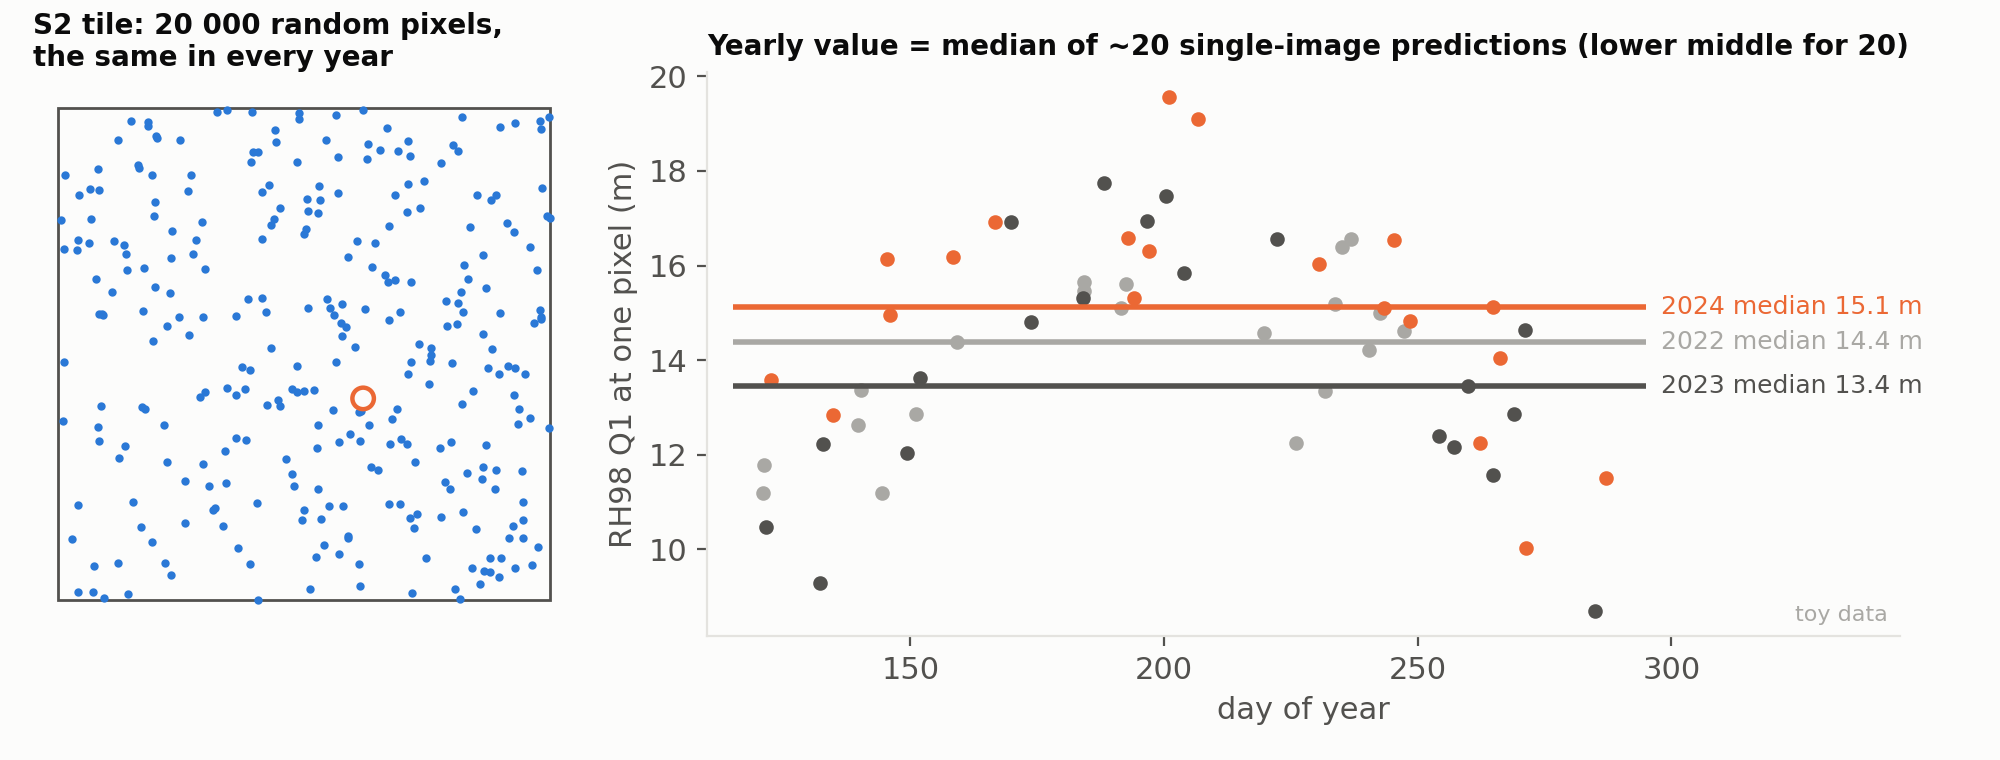 S2 tile: 20 000 random pixels,
the same in every year
Yearly value = median of ~20 single-image predictions (lower middle for 20)
RH98 Q1 at one pixel (m)
20
18
16
14
12
10
2024 median 15.1 m
2022 median 14.4 m
2023 median 13.4 m
toy data
150
200
250
300
day of year